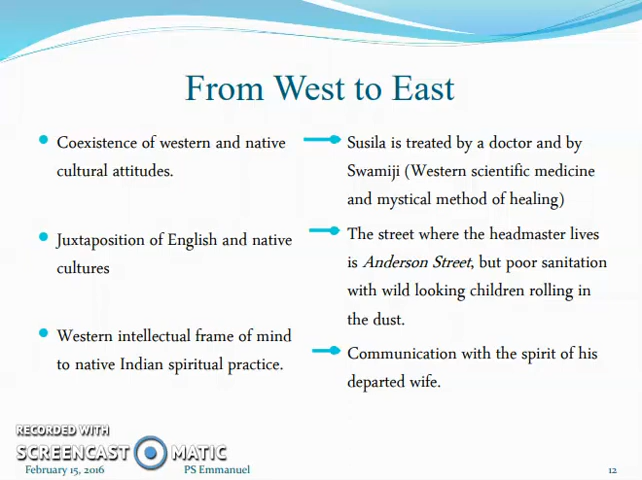 From West to East
Coexistence of western and native
cultural attitudes.
Susila is treated by a doctor and by
Swamiji (Western scientific medicine
and mystical method of healing)
Juxtaposition of English and native
cultures
The street where the headmaster lives
is Anderson Street, but poor sanitation
with wild looking children rolling in
the dust.
Western intellectual frame of mind
to native Indian spiritual practice.
Communication with the spirit of his
departed wife.
RECORDED WITH
SCREENCAST MATIC
February 15, 2016 PS Emmanuel 12